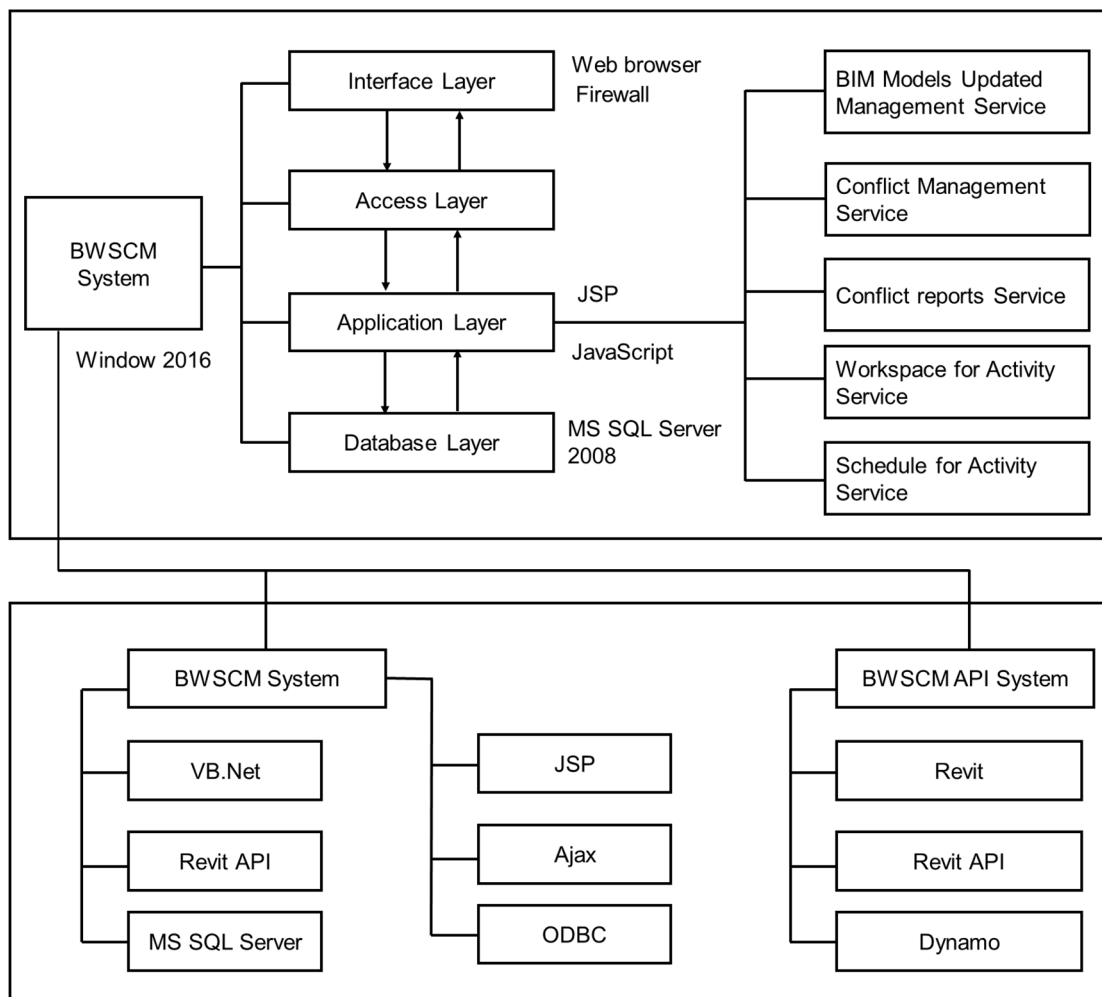 Interface Layer
Web browser
Firewall
BIM Models Updated
Management Service
Access Layer
Conflict Management
Service
BWSCM
System
Window 2016
Application Layer
JSP
JavaScript
Conflict reports Service
Workspace for Activity
Service
Database Layer
MS SQL Server
2008
Schedule for Activity
Service
BWSCM System
VB.Net
Revit API
MS SQL Server
JSP
Ajax
ODBC
BWSCM API System
Revit
Revit API
Dynamo